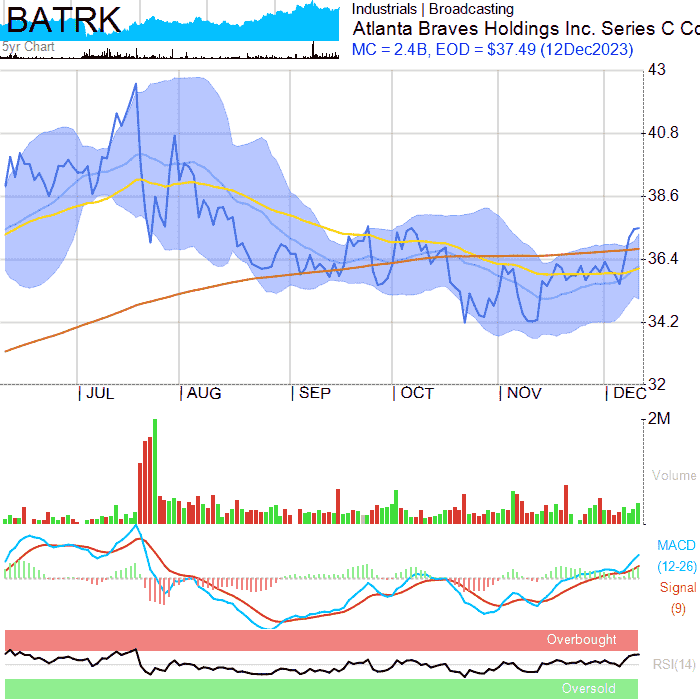 BATRK
5yr Chart
Industrials | Broadcasting
Atlanta Braves Holdings Inc. Series C Co
MC = 2.4B, EOD = $37.49 (12Dec2023)
43
40.8
38.6
36.4
34.2
32
JUL AUG SEP OCT NOV DEC
2M
Volume
MACD
(12-26)
Signal
(9)
Overbought
RSI(14)
Oversold